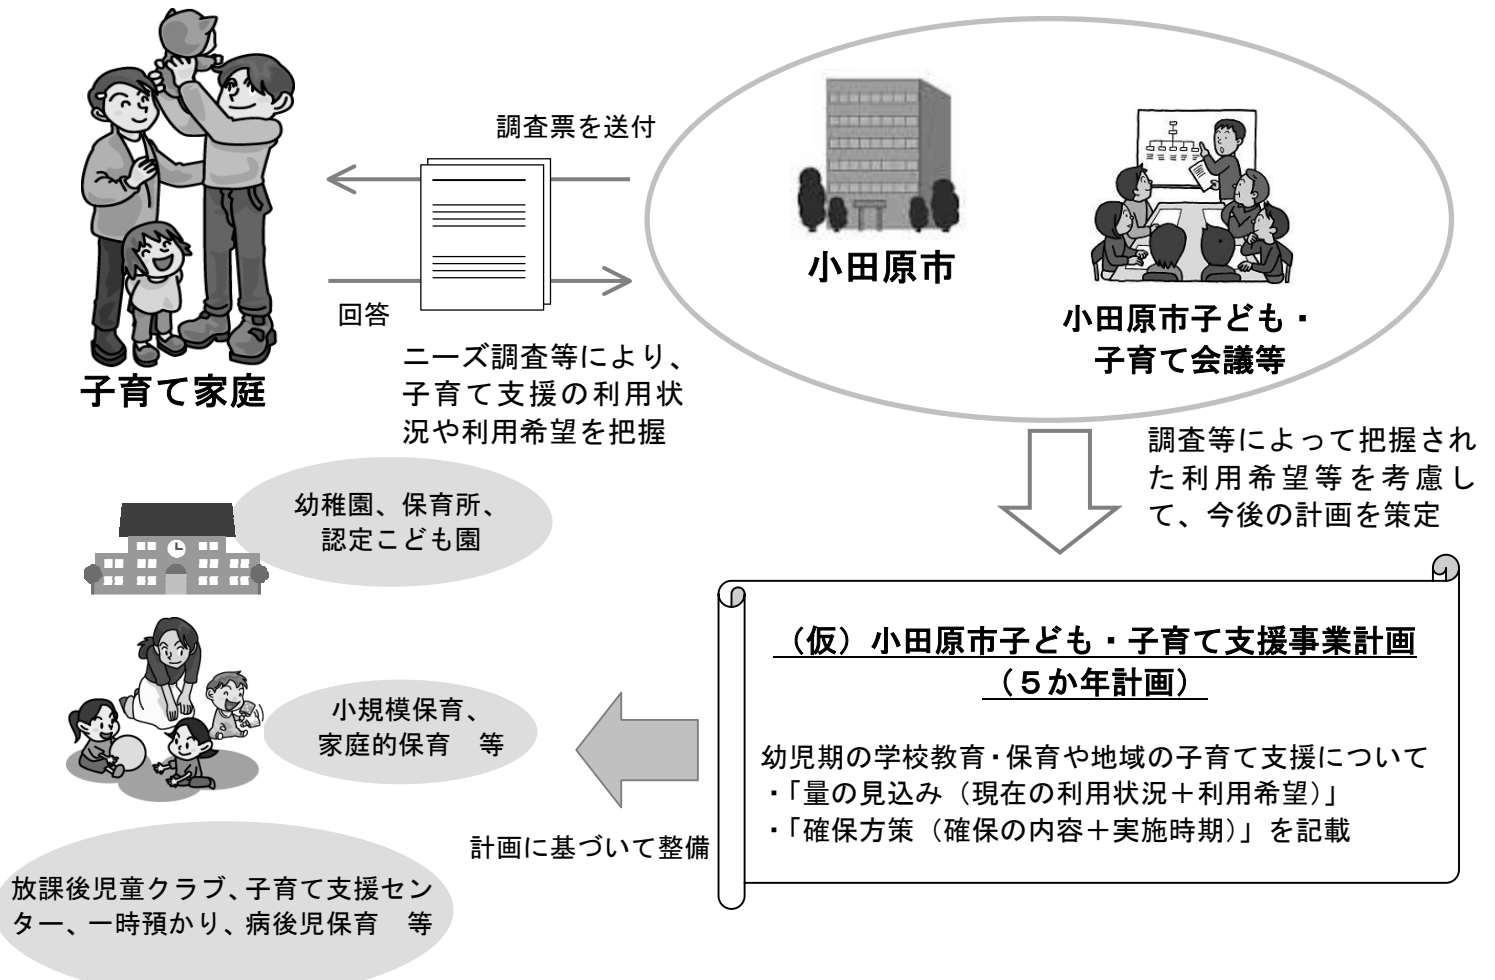 調査票を送付
回答
子育て家庭
ニーズ調査等により、
子育て支援の利用状
況や利用希望を把握
小田原市
小田原市子ども・
子育て会議等
調査等によって把握され
た利用希望等を考慮し
て、今後の計画を策定
（仮）小田原市子ども・子育て支援事業計画
（５か年計画）
幼児期の学校教育・保育や地域の子育て支援について
・「量の見込み（現在の利用状況＋利用希望）」
・「確保方策（確保の内容＋実施時期）」を記載
計画に基づいて整備
幼稚園、保育所、
認定こども園
小規模保育、
家庭的保育　等
放課後児童クラブ、子育て支援セン
ター、一時預かり、病後児保育　等